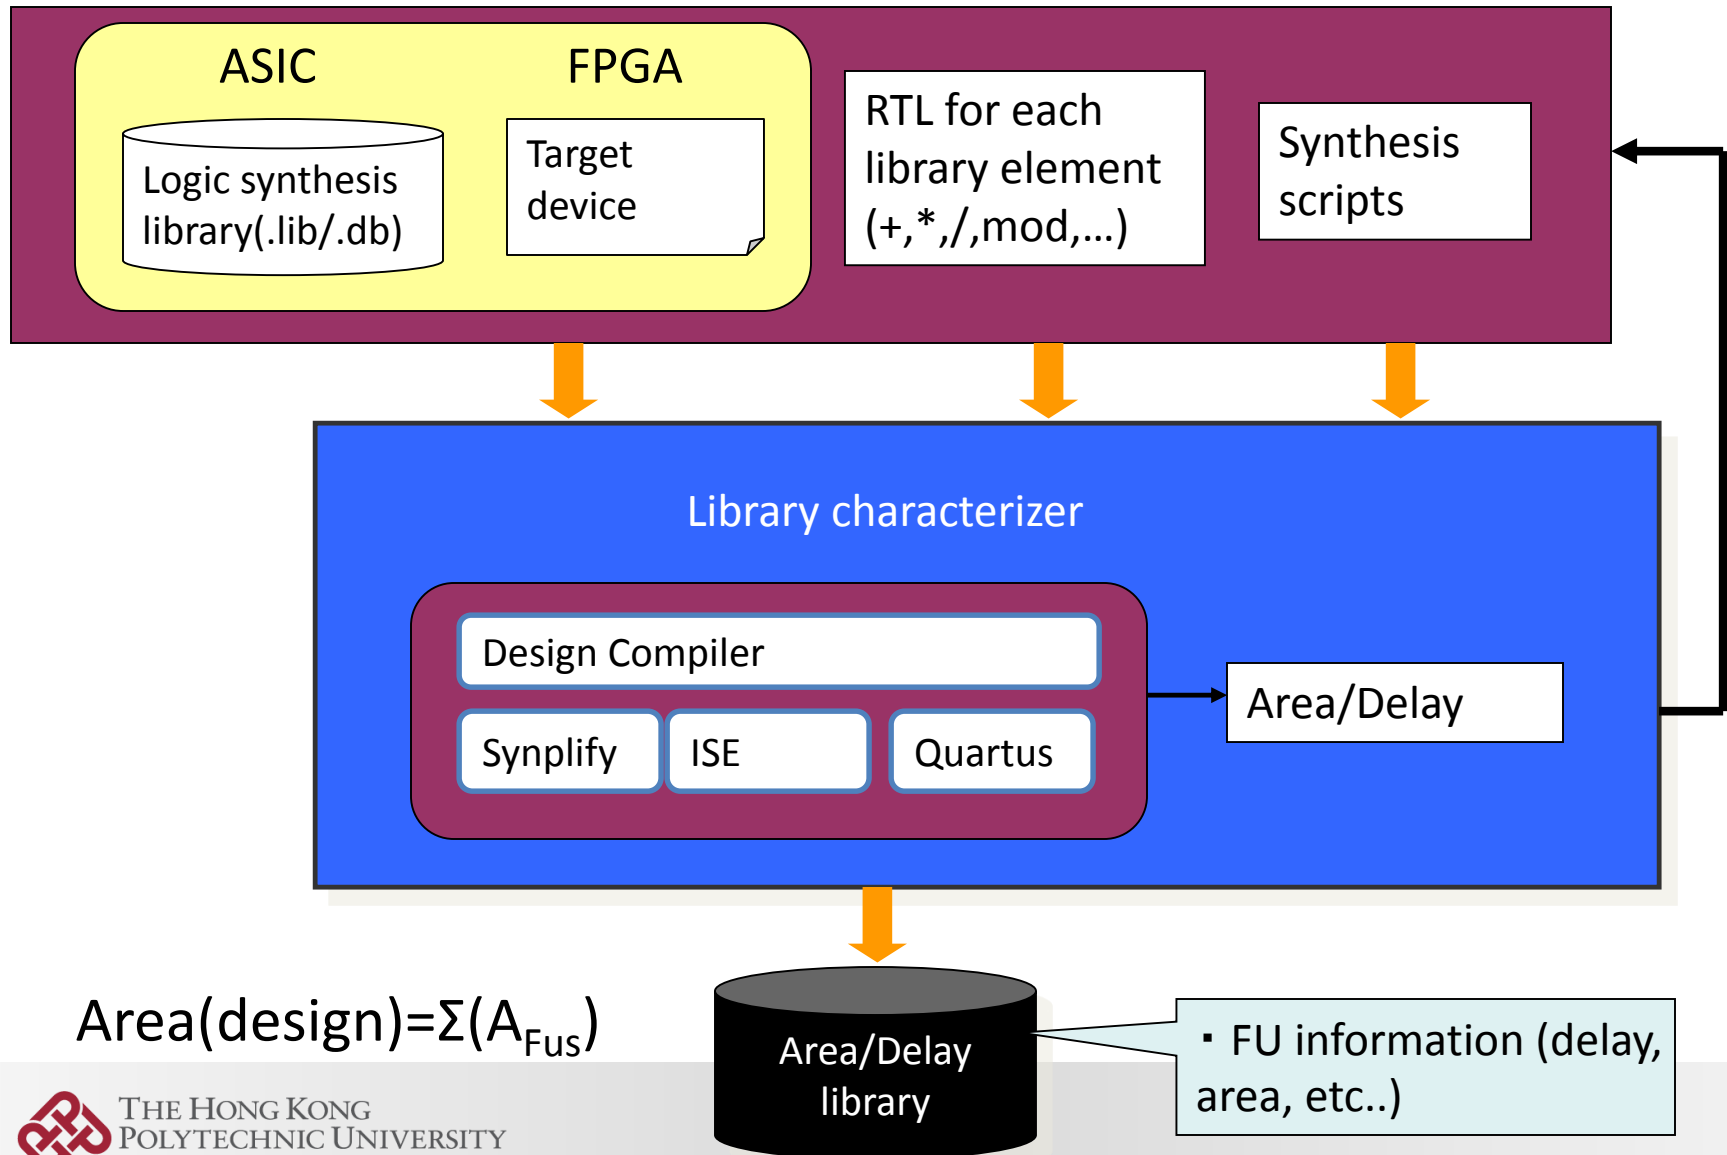 ASIC
FPGA
Logic synthesis
library(.lib/.db)
Target
device
RTL for each
library element
(+,*,/,mod,...)
Synthesis
scripts
Library characterizer
Design Compiler
Synplify
ISE
Quartus
Area/Delay
Area(design)=Σ(A_Fus)
Area/Delay
library
・FU information (delay,
area, etc..)
THE HONG KONG
POLYTECHNIC UNIVERSITY